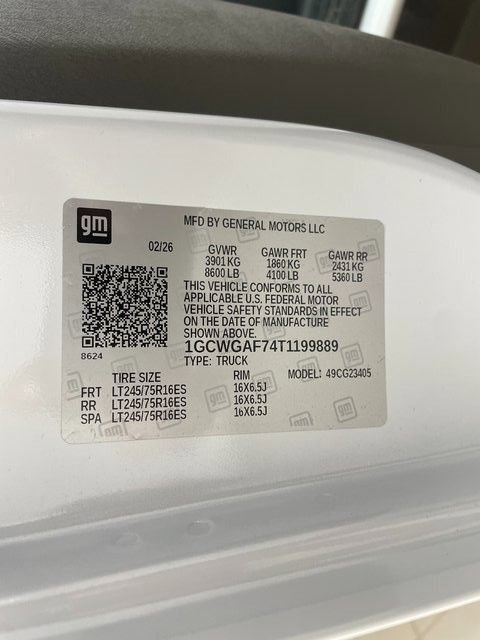 gm
MFD BY GENERAL MOTORS LLC
02/26
GVWR GAWR FRT GAWR RR
3901 KG 1860 KG 2431 KG
8600 LB 4100 LB 5360 LB
THIS VEHICLE CONFORMS TO ALL
APPLICABLE U.S. FEDERAL MOTOR
VEHICLE SAFETY STANDARDS IN EFFECT
ON THE DATE OF MANUFACTURE
SHOWN ABOVE.
8624
1GCWGAF74T1199889
TYPE: TRUCK
TIRE SIZE RIM MODEL: 49CG23405
FRT LT245/75R16ES 16X6.5J
RR LT245/75R16ES 16X6.5J
SPA LT245/75R16ES 16X6.5J